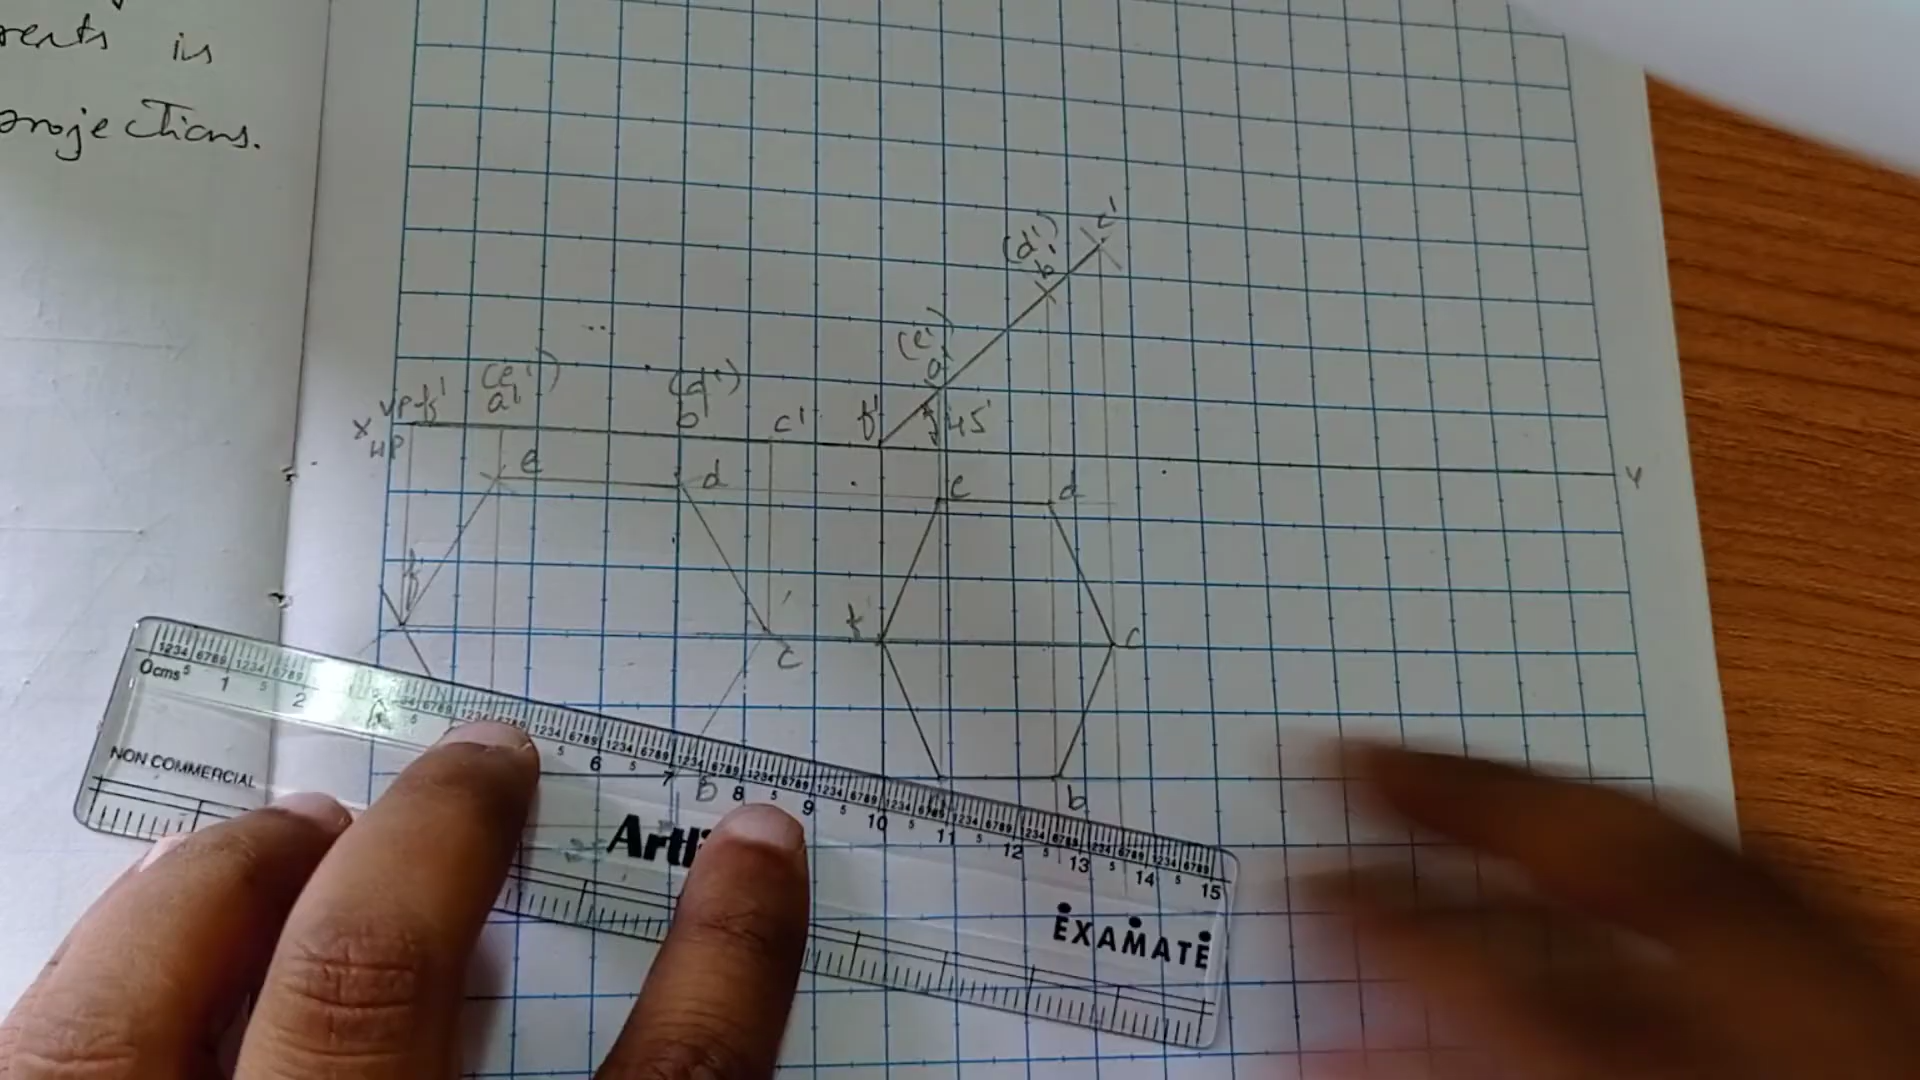 rents in
projections.
c'
(d')
b'
(e')
a'
(e')
a'
(d')
b'
VP f'
X
HP
c'
f'
45°
Y
e
d
e
d
f
f
c
c
0cms 1 2 6 7 8 9 10 11 12 13 14 15
NON COMMERCIAL
b
b
EXAMATE